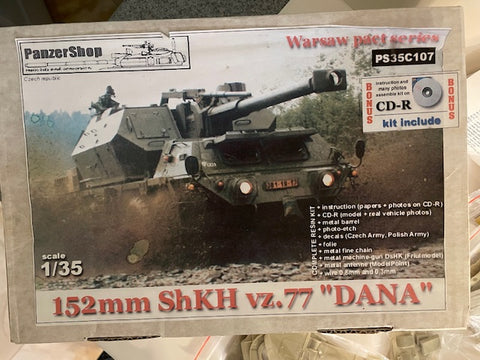 PanzerShop
Czech republic
Warsaw pact series
PS35C107
BONUS
instruction and
many photos
assemble kit on
CD-R
kit include
BONUS
COMPLETE RESIN KIT
+ instruction (papers + photos on CD-R)
+ CD-R (model + real vehicle photos)
+ metal barrel
+ photo-etch
+ decals (Czech Army, Polish Army)
+ folie
+ metal fine chain
+ metal machine-gun DsHK (Friulmodel)
+ metal antenne (ModelPoint)
+ wire 0,8mm and 0,3mm
scale
1/35
152mm ShKH vz.77 "DANA"